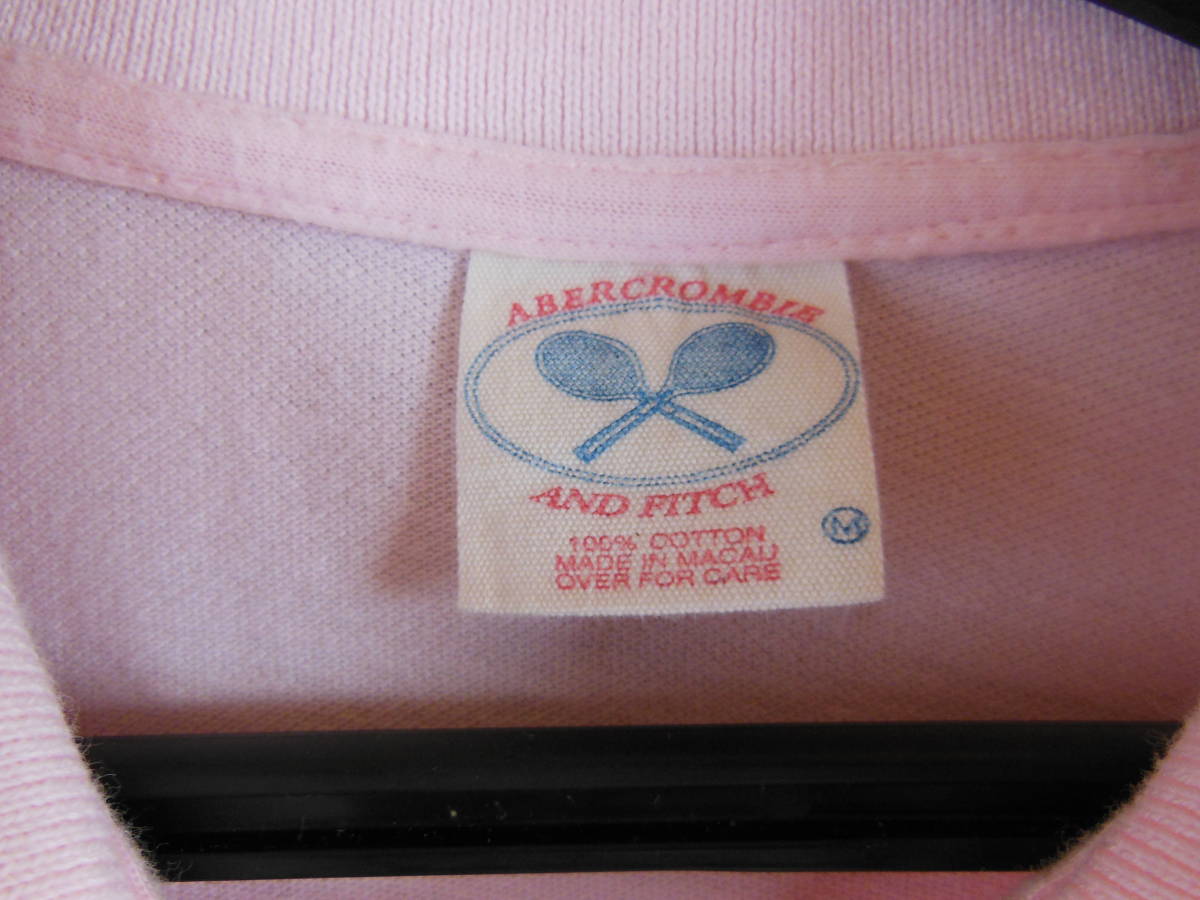 ABERCROMBIE
AND FITCH
M
100% COTTON
MADE IN MACAU
OVER FOR CARE